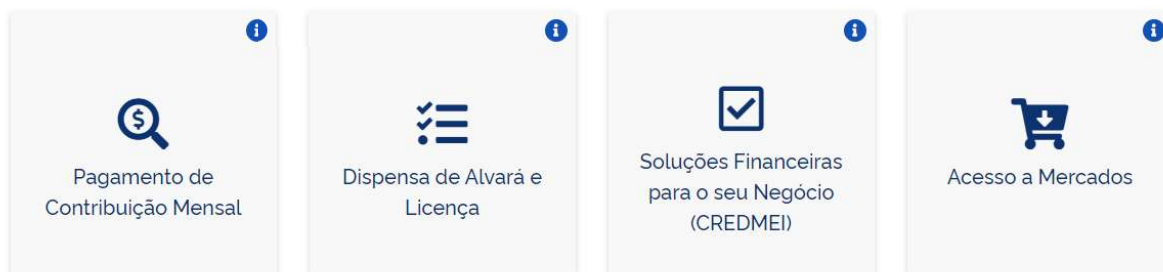 Pagamento de
Contribuição Mensal
Dispensa de Alvará e
Licença
Soluções Financeiras
para o seu Negócio
(CREDMEI)
Acesso a Mercados